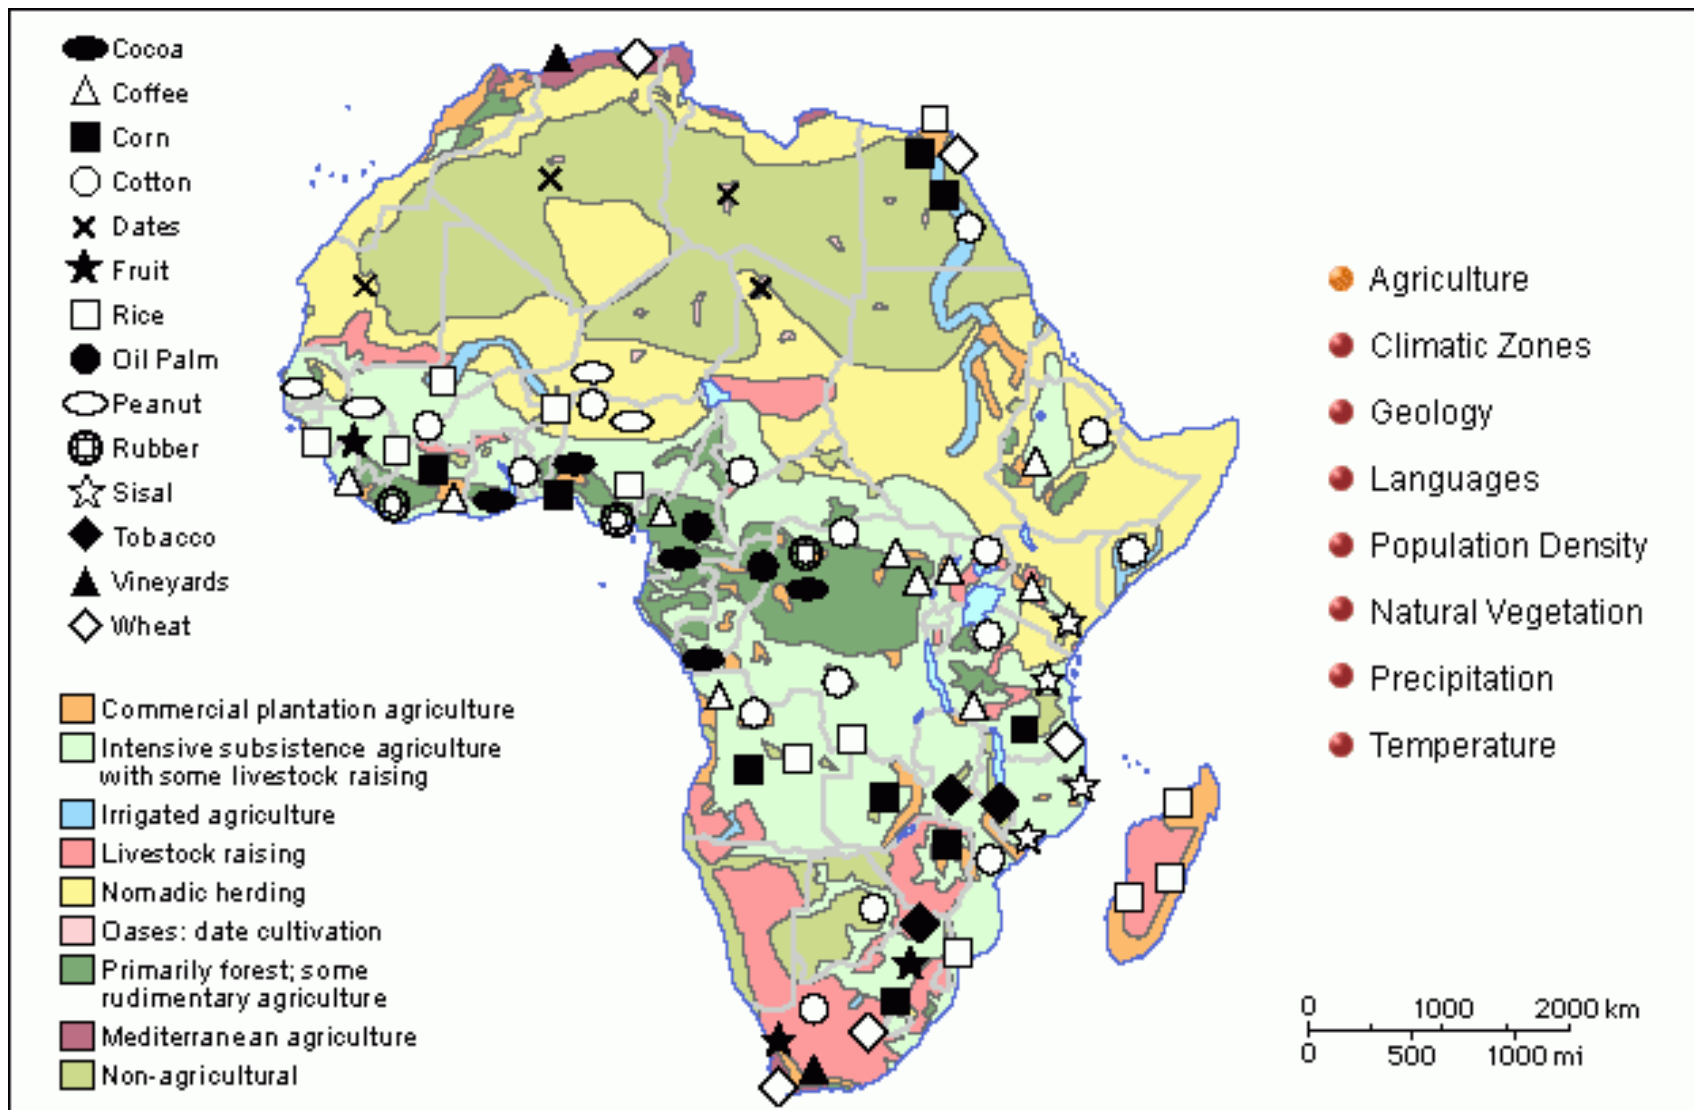 Cocoa
Coffee
Corn
Cotton
Dates
Fruit
Rice
Oil Palm
Peanut
Rubber
Sisal
Tobacco
Vineyards
Wheat
Commercial plantation agriculture
Intensive subsistence agriculture
with some livestock raising
Irrigated agriculture
Livestock raising
Nomadic herding
Oases: date cultivation
Primarily forest; some
rudimentary agriculture
Mediterranean agriculture
Non-agricultural
Agriculture
Climatic Zones
Geology
Languages
Population Density
Natural Vegetation
Precipitation
Temperature
0 1000 2000 km
0 500 1000 mi